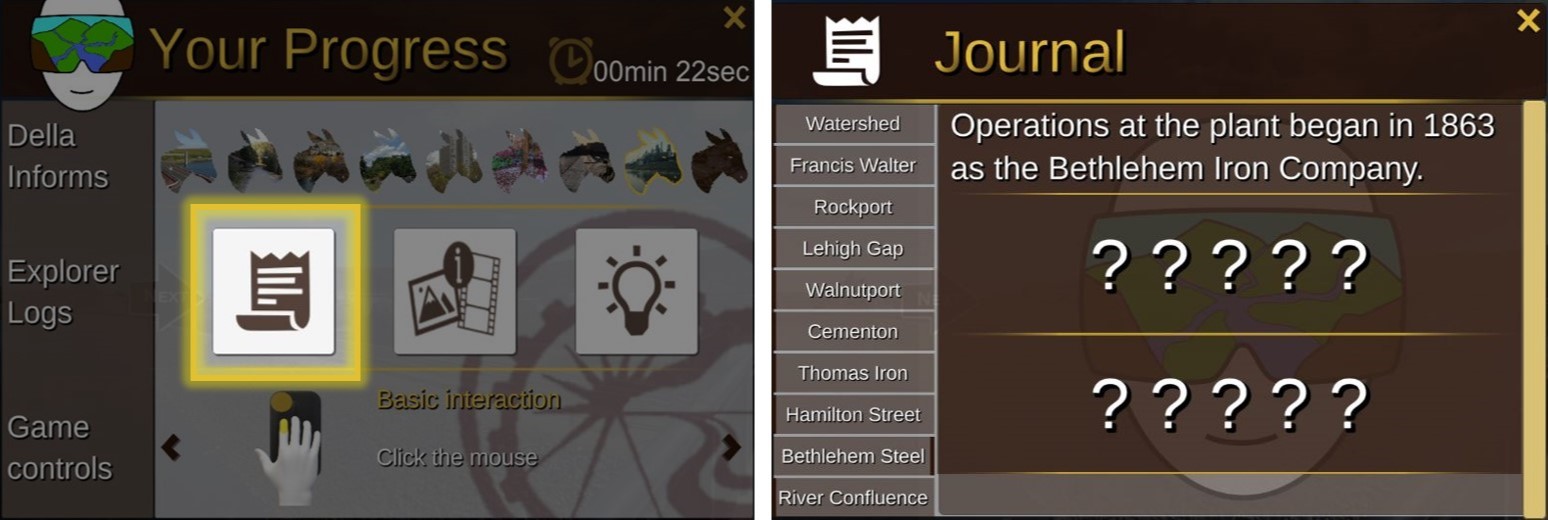 Your Progress
00min 22sec
Della
Informs
Explorer
Logs
Game
controls
NEXT
i
Basic interaction
Click the mouse
Journal
Watershed
Francis Walter
Rockport
Lehigh Gap
Walnutport
Cementon
Thomas Iron
Hamilton Street
Bethlehem Steel
River Confluence
Operations at the plant began in 1863
as the Bethlehem Iron Company.
? ? ? ? ?
? ? ? ? ?